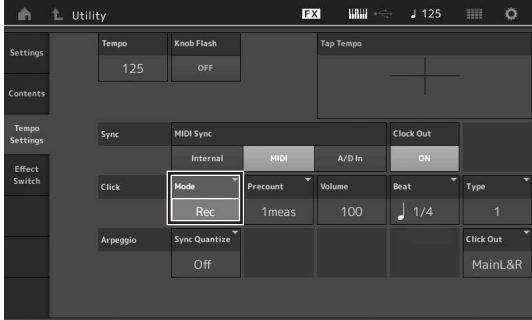 Utility FX 125
Settings
Contents
Tempo
Settings
Effect
Switch
Tempo Knob Flash Tap Tempo
125 OFF
Sync MIDI Sync Clock Out
Internal MIDI A/D In ON
Click Mode Precount Volume Beat Type
Rec 1meas 100 1/4 1
Arpeggio Sync Quantize Click Out
Off MainL&R